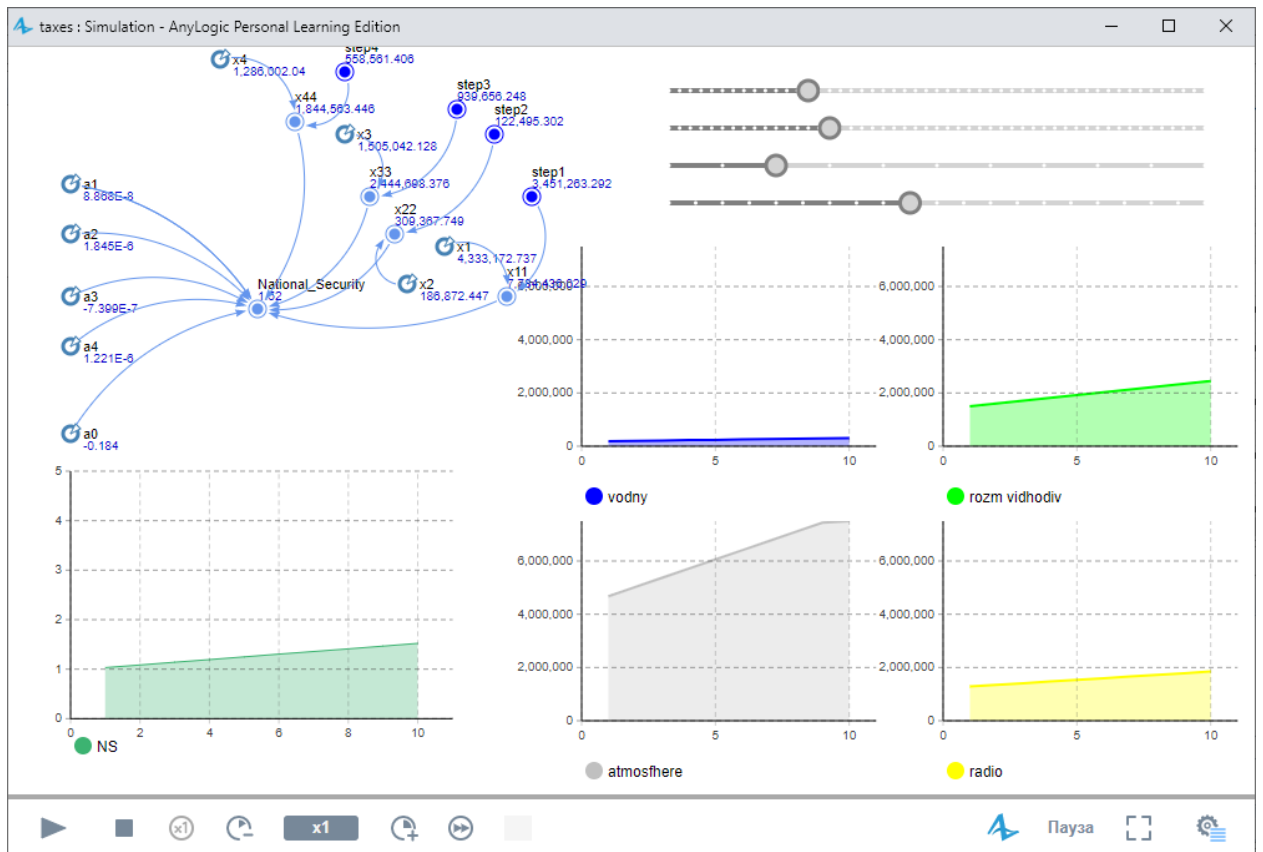 taxes : Simulation - AnyLogic Personal Learning Edition
x4
1,286,002.04
step4
558,561.406
x44
1,844,563.446
step3
939,656.248
step2
122,495.302
x3
1,505,042.128
x33
2,444,698.376
step1
3,451,263.292
a1
8.868E-8
x22
309,367.749
a2
1.845E-6
x1
4,333,172.737
x11
x2
186,872.447
National_Security
1.52
a3
-7.399E-7
a4
1.221E-6
a0
-0.184
4,000,000
2,000,000
0
0 5 10
vodny
6,000,000
4,000,000
2,000,000
0
0 5 10
rozm vidhodiv
5
4
3
2
1
0
0 2 4 6 8 10
NS
6,000,000
4,000,000
2,000,000
0
0 5 10
atmosfhere
6,000,000
4,000,000
2,000,000
0
0 5 10
radio
x1
x1
Пауза